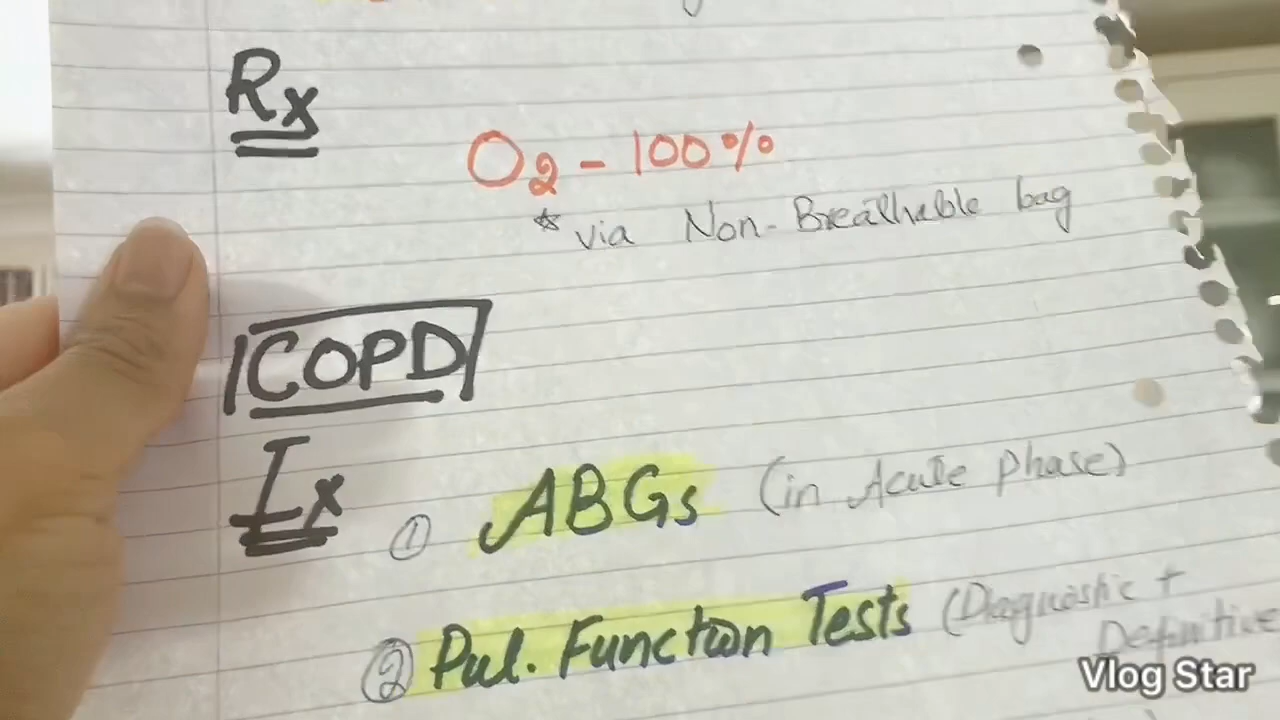 Rx
O2 - 100%
* via Non-Breathable bag
COPD
Ix
① ABGs (in Acute phase)
② Pul. Function Tests (Diagnostic +
Definitive
Vlog Star